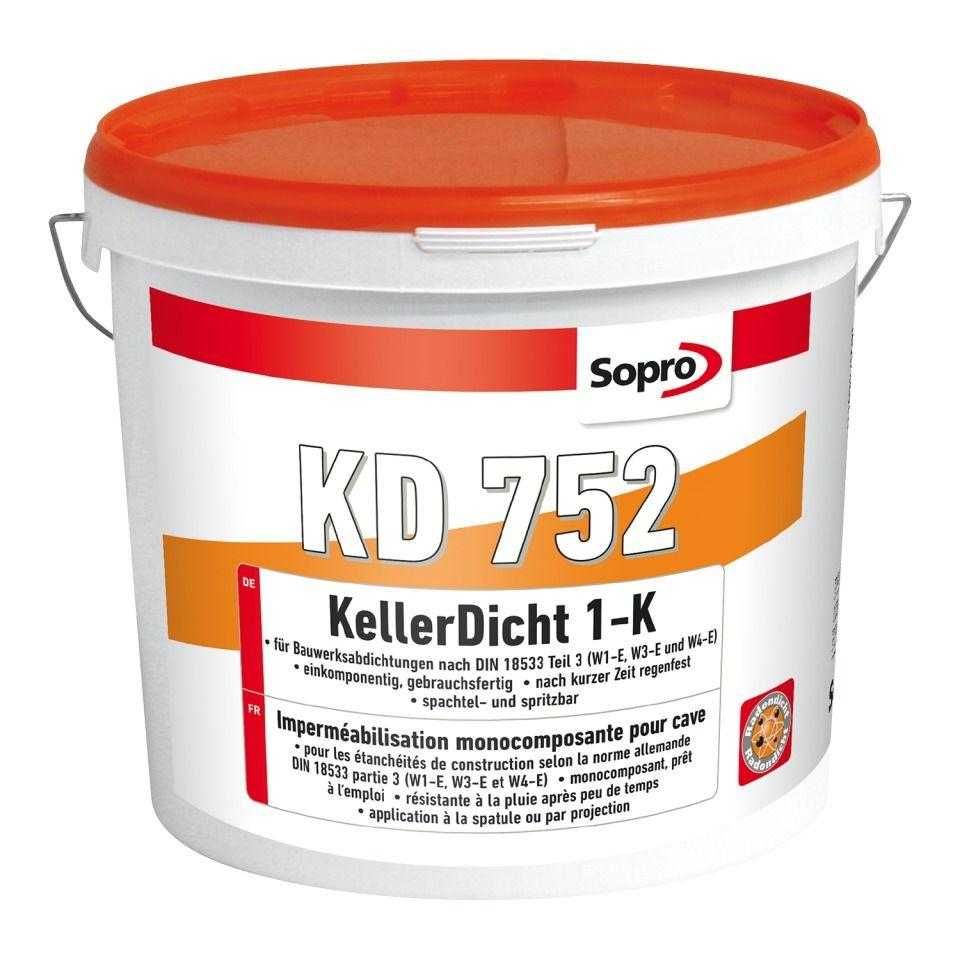 Sopro
KD 752
DE
KellerDicht 1-K
• für Bauwerksabdichtungen nach DIN 18533 Teil 3 (W1-E, W3-E und W4-E)
• einkomponentig, gebrauchsfertig • nach kurzer Zeit regenfest
• spachtel- und spritzbar
FR
Imperméabilisation monocomposante pour cave
• pour les étanchéités de construction selon la norme allemande
DIN 18533 partie 3 (W1-E, W3-E et W4-E) • monocomposant, prêt
à l'emploi • résistante à la pluie après peu de temps
• application à la spatule ou par projection
Radondicht
Radondicht